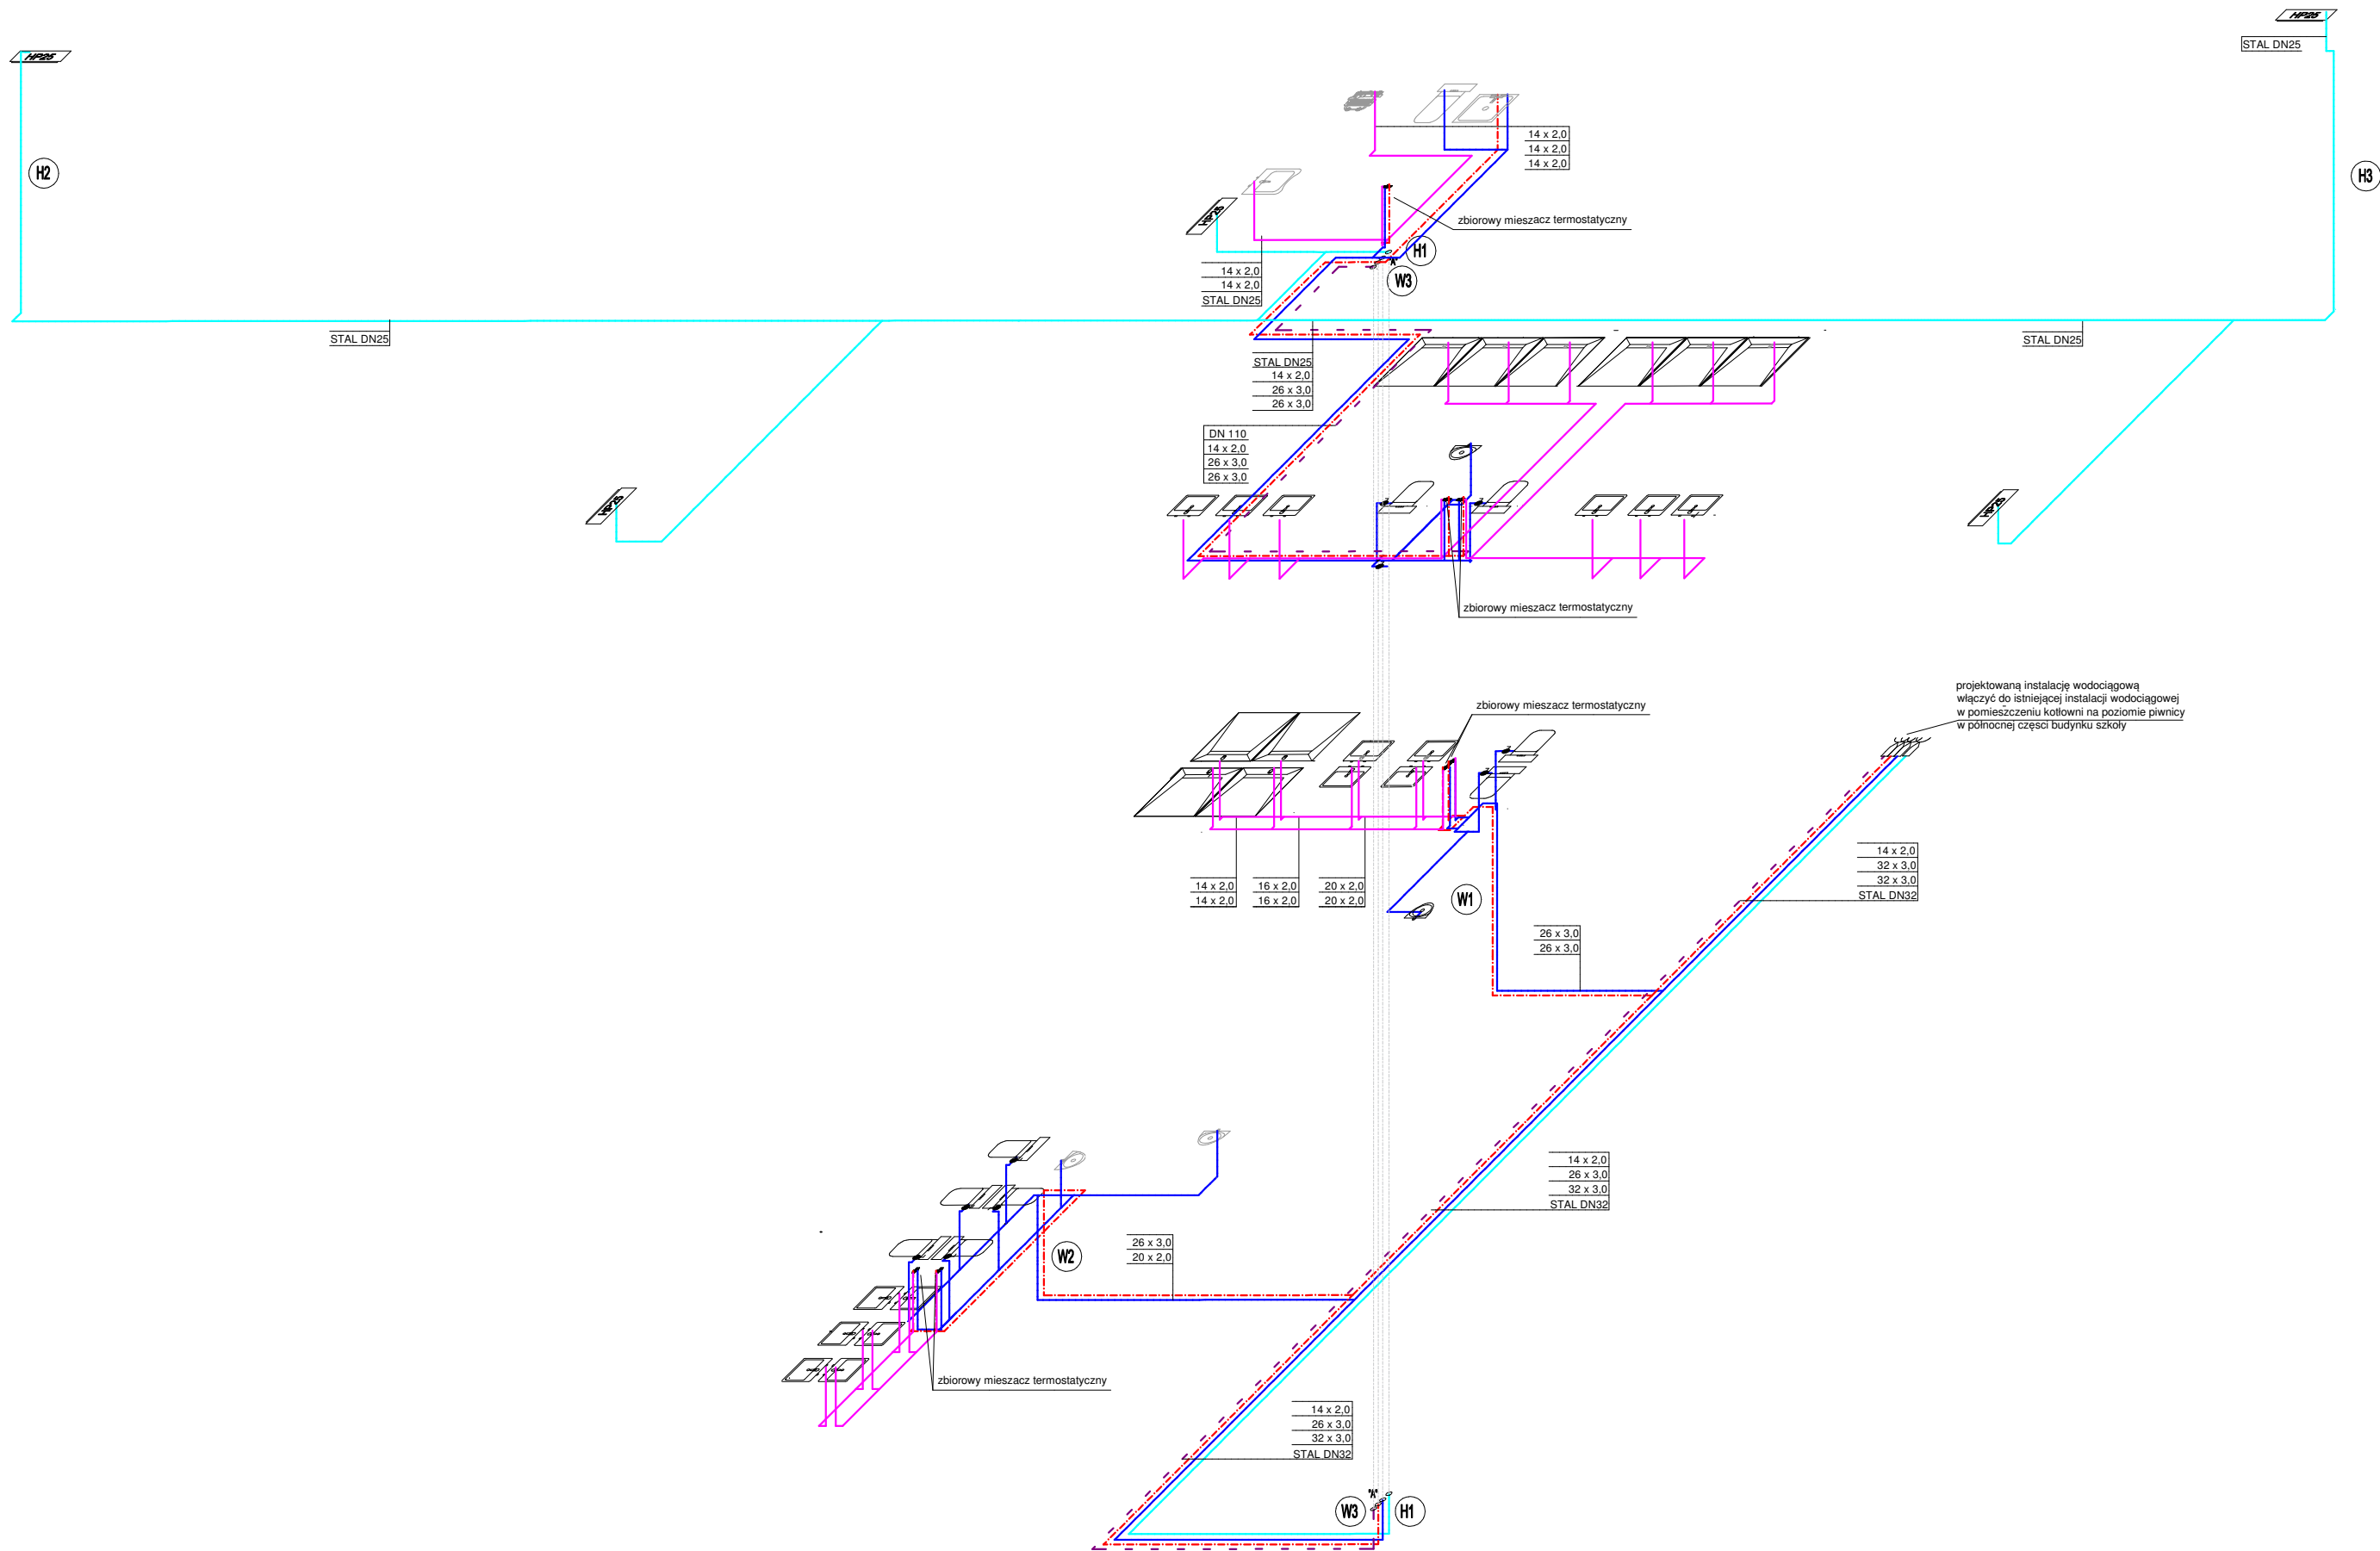 HP25
STAL DN25
HP25
H2
H3
14 x 2,0
14 x 2,0
14 x 2,0
HP25
zbiorowy mieszacz termostatyczny
H1
"A"
W3
14 x 2,0
14 x 2,0
STAL DN25
STAL DN25
STAL DN25
STAL DN25
14 x 2,0
26 x 3,0
26 x 3,0
DN 110
14 x 2,0
26 x 3,0
26 x 3,0
HP25
HP25
zbiorowy mieszacz termostatyczny
projektowaną instalację wodociągową
włączyć do istniejącej instalacji wodociągowej
w pomieszczeniu kotłowni na poziomie piwnicy
w północnej częsci budynku szkoły
zbiorowy mieszacz termostatyczny
14 x 2,0
32 x 3,0
32 x 3,0
STAL DN32
14 x 2,0
14 x 2,0
16 x 2,0
16 x 2,0
20 x 2,0
20 x 2,0
W1
26 x 3,0
26 x 3,0
14 x 2,0
26 x 3,0
32 x 3,0
STAL DN32
W2
26 x 3,0
20 x 2,0
zbiorowy mieszacz termostatyczny
14 x 2,0
26 x 3,0
32 x 3,0
STAL DN32
"A"
W3
H1